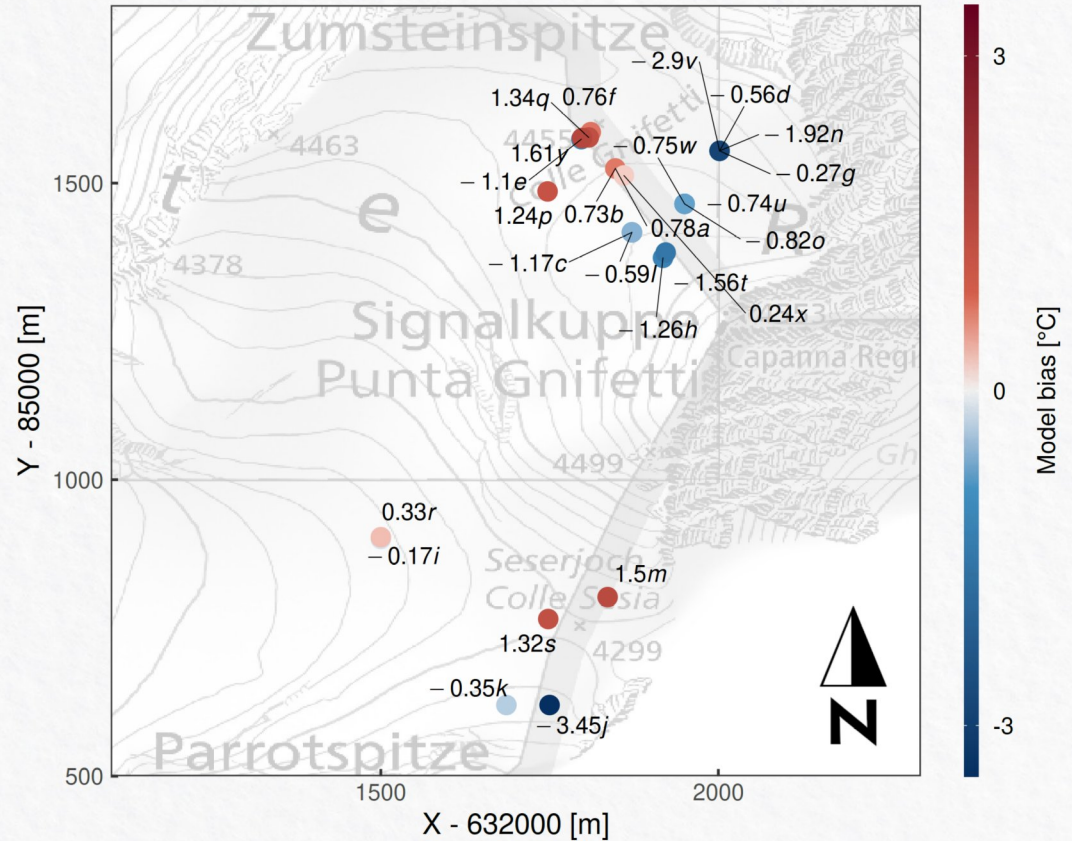 Zumsteinspitze
− 2.9v
3
1.34q 0.76f
− 0.56d
4463
4455
Colle Gnifetti
− 0.75w
− 1.92n
1.61y
− 1.1e
− 0.27g
1500
t
e
1.24p 0.73b
− 0.74u
0.78a
R
− 0.82o
4378
− 1.17c
− 0.59l
− 1.56t
0.24x
Signalkuppe
− 1.26h
Punta Gnifetti
Capanna Regi
0
Model bias [°C]
Y - 85000 [m]
4499
Gh
1000
0.33r
− 0.17i
Seserjoch
1.5m
Colle Sesia
1.32s
4299
− 0.35k
− 3.45j
N
-3
Parrotspitze
500
1500
2000
X - 632000 [m]